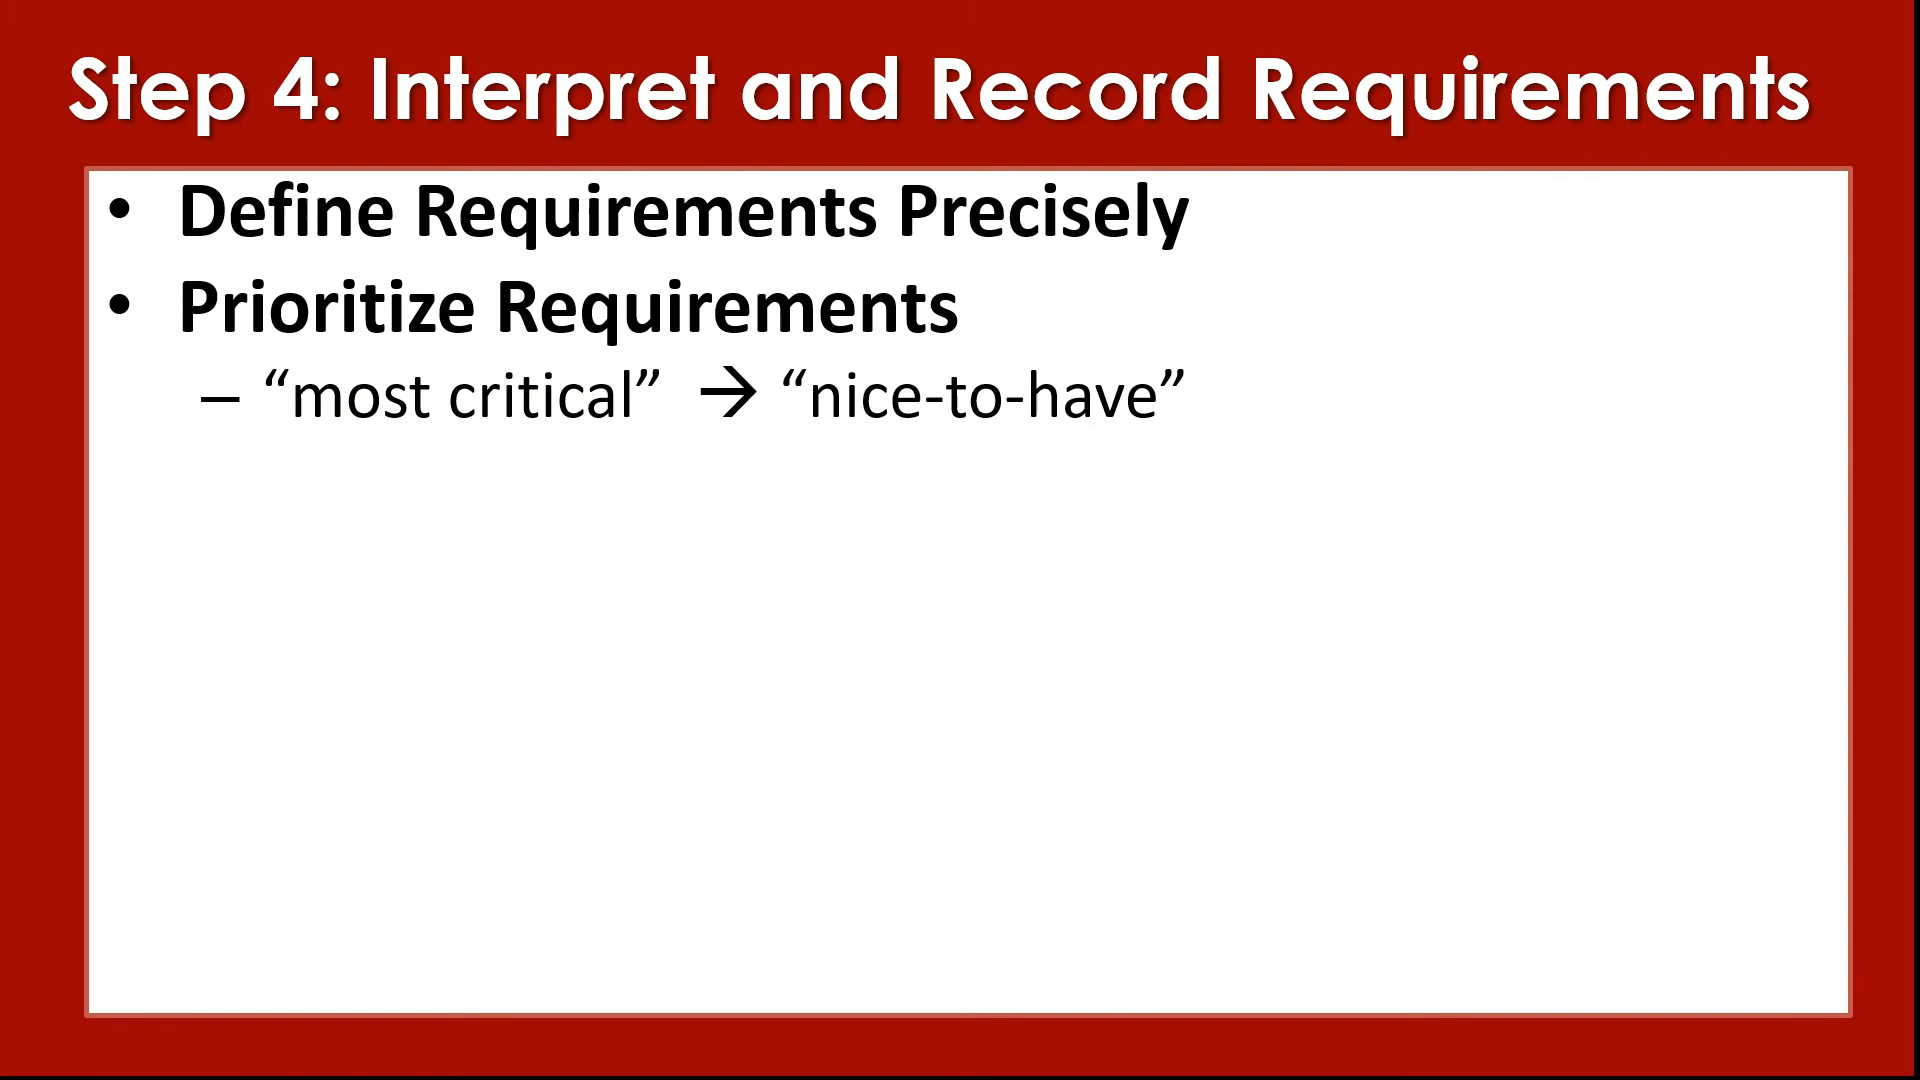 Step 4: Interpret and Record Requirements
• Define Requirements Precisely
• Prioritize Requirements
– “most critical” → “nice-to-have”